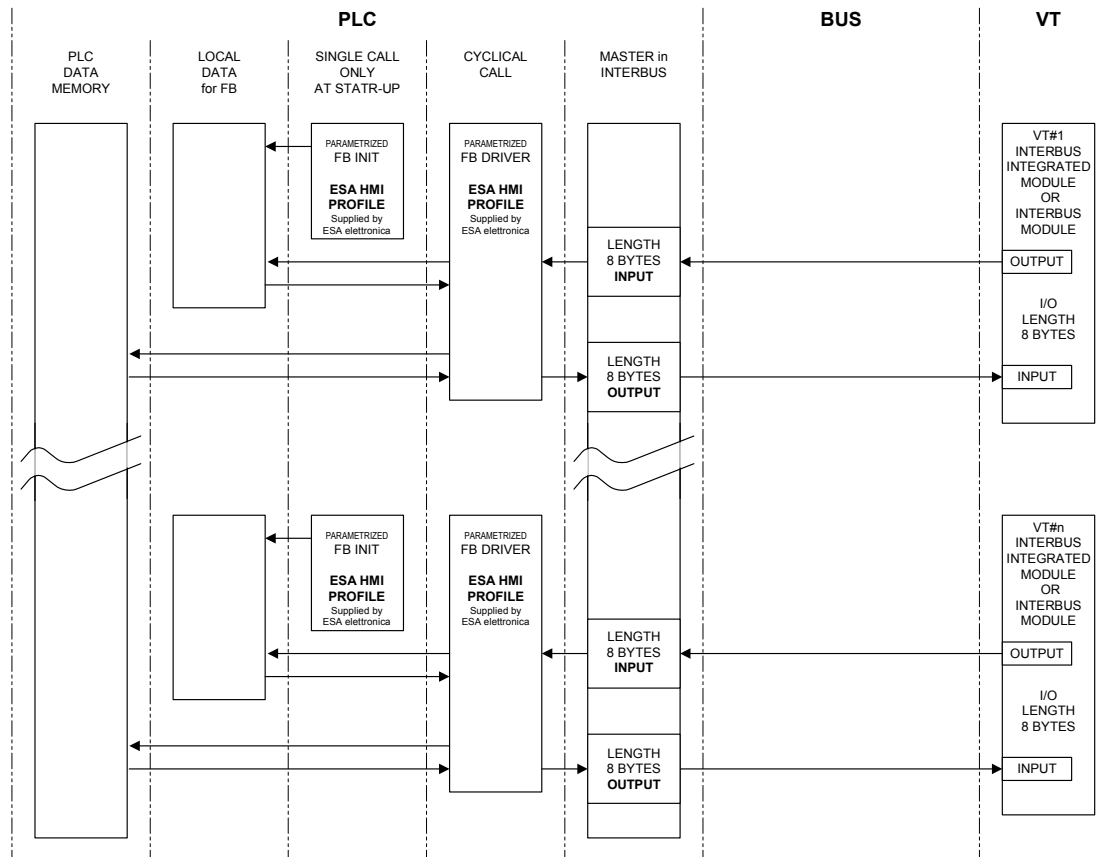 PLC
BUS
VT
PLC
DATA
MEMORY
LOCAL
DATA
for FB
SINGLE CALL
ONLY
AT STATR-UP
CYCLICAL
CALL
MASTER in
INTERBUS
PARAMETRIZED
FB INIT
ESA HMI
PROFILE
Supplied by
ESA elettronica
PARAMETRIZED
FB DRIVER
ESA HMI
PROFILE
Supplied by
ESA elettronica
LENGTH
8 BYTES
INPUT
LENGTH
8 BYTES
OUTPUT
VT#1
INTERBUS
INTEGRATED
MODULE
OR
INTERBUS
MODULE
OUTPUT
I/O
LENGTH
8 BYTES
INPUT
PARAMETRIZED
FB INIT
ESA HMI
PROFILE
Supplied by
ESA elettronica
PARAMETRIZED
FB DRIVER
ESA HMI
PROFILE
Supplied by
ESA elettronica
LENGTH
8 BYTES
INPUT
LENGTH
8 BYTES
OUTPUT
VT#n
INTERBUS
INTEGRATED
MODULE
OR
INTERBUS
MODULE
OUTPUT
I/O
LENGTH
8 BYTES
INPUT